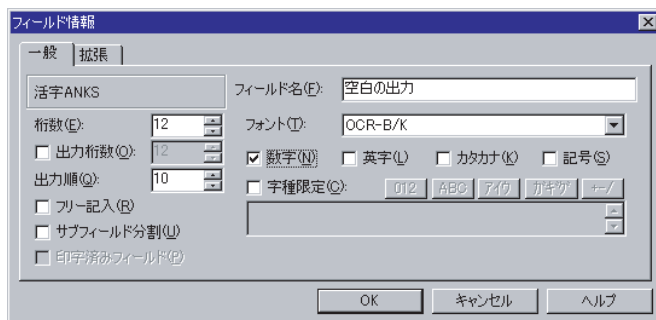 フィールド情報
一般 拡張
活字ANKS
フィールド名(F): 空白の出力
桁数(E): 12
フォント(T): OCR-B/K
出力桁数(O): 12
数字(N) 英字(L) カタカナ(K) 記号(S)
出力順(Q): 10
字種限定(C): 012 ABC アイウ ガギゲ +-/
フリー記入(R)
サブフィールド分割(U)
印字済みフィールド(P)
OK キャンセル ヘルプ